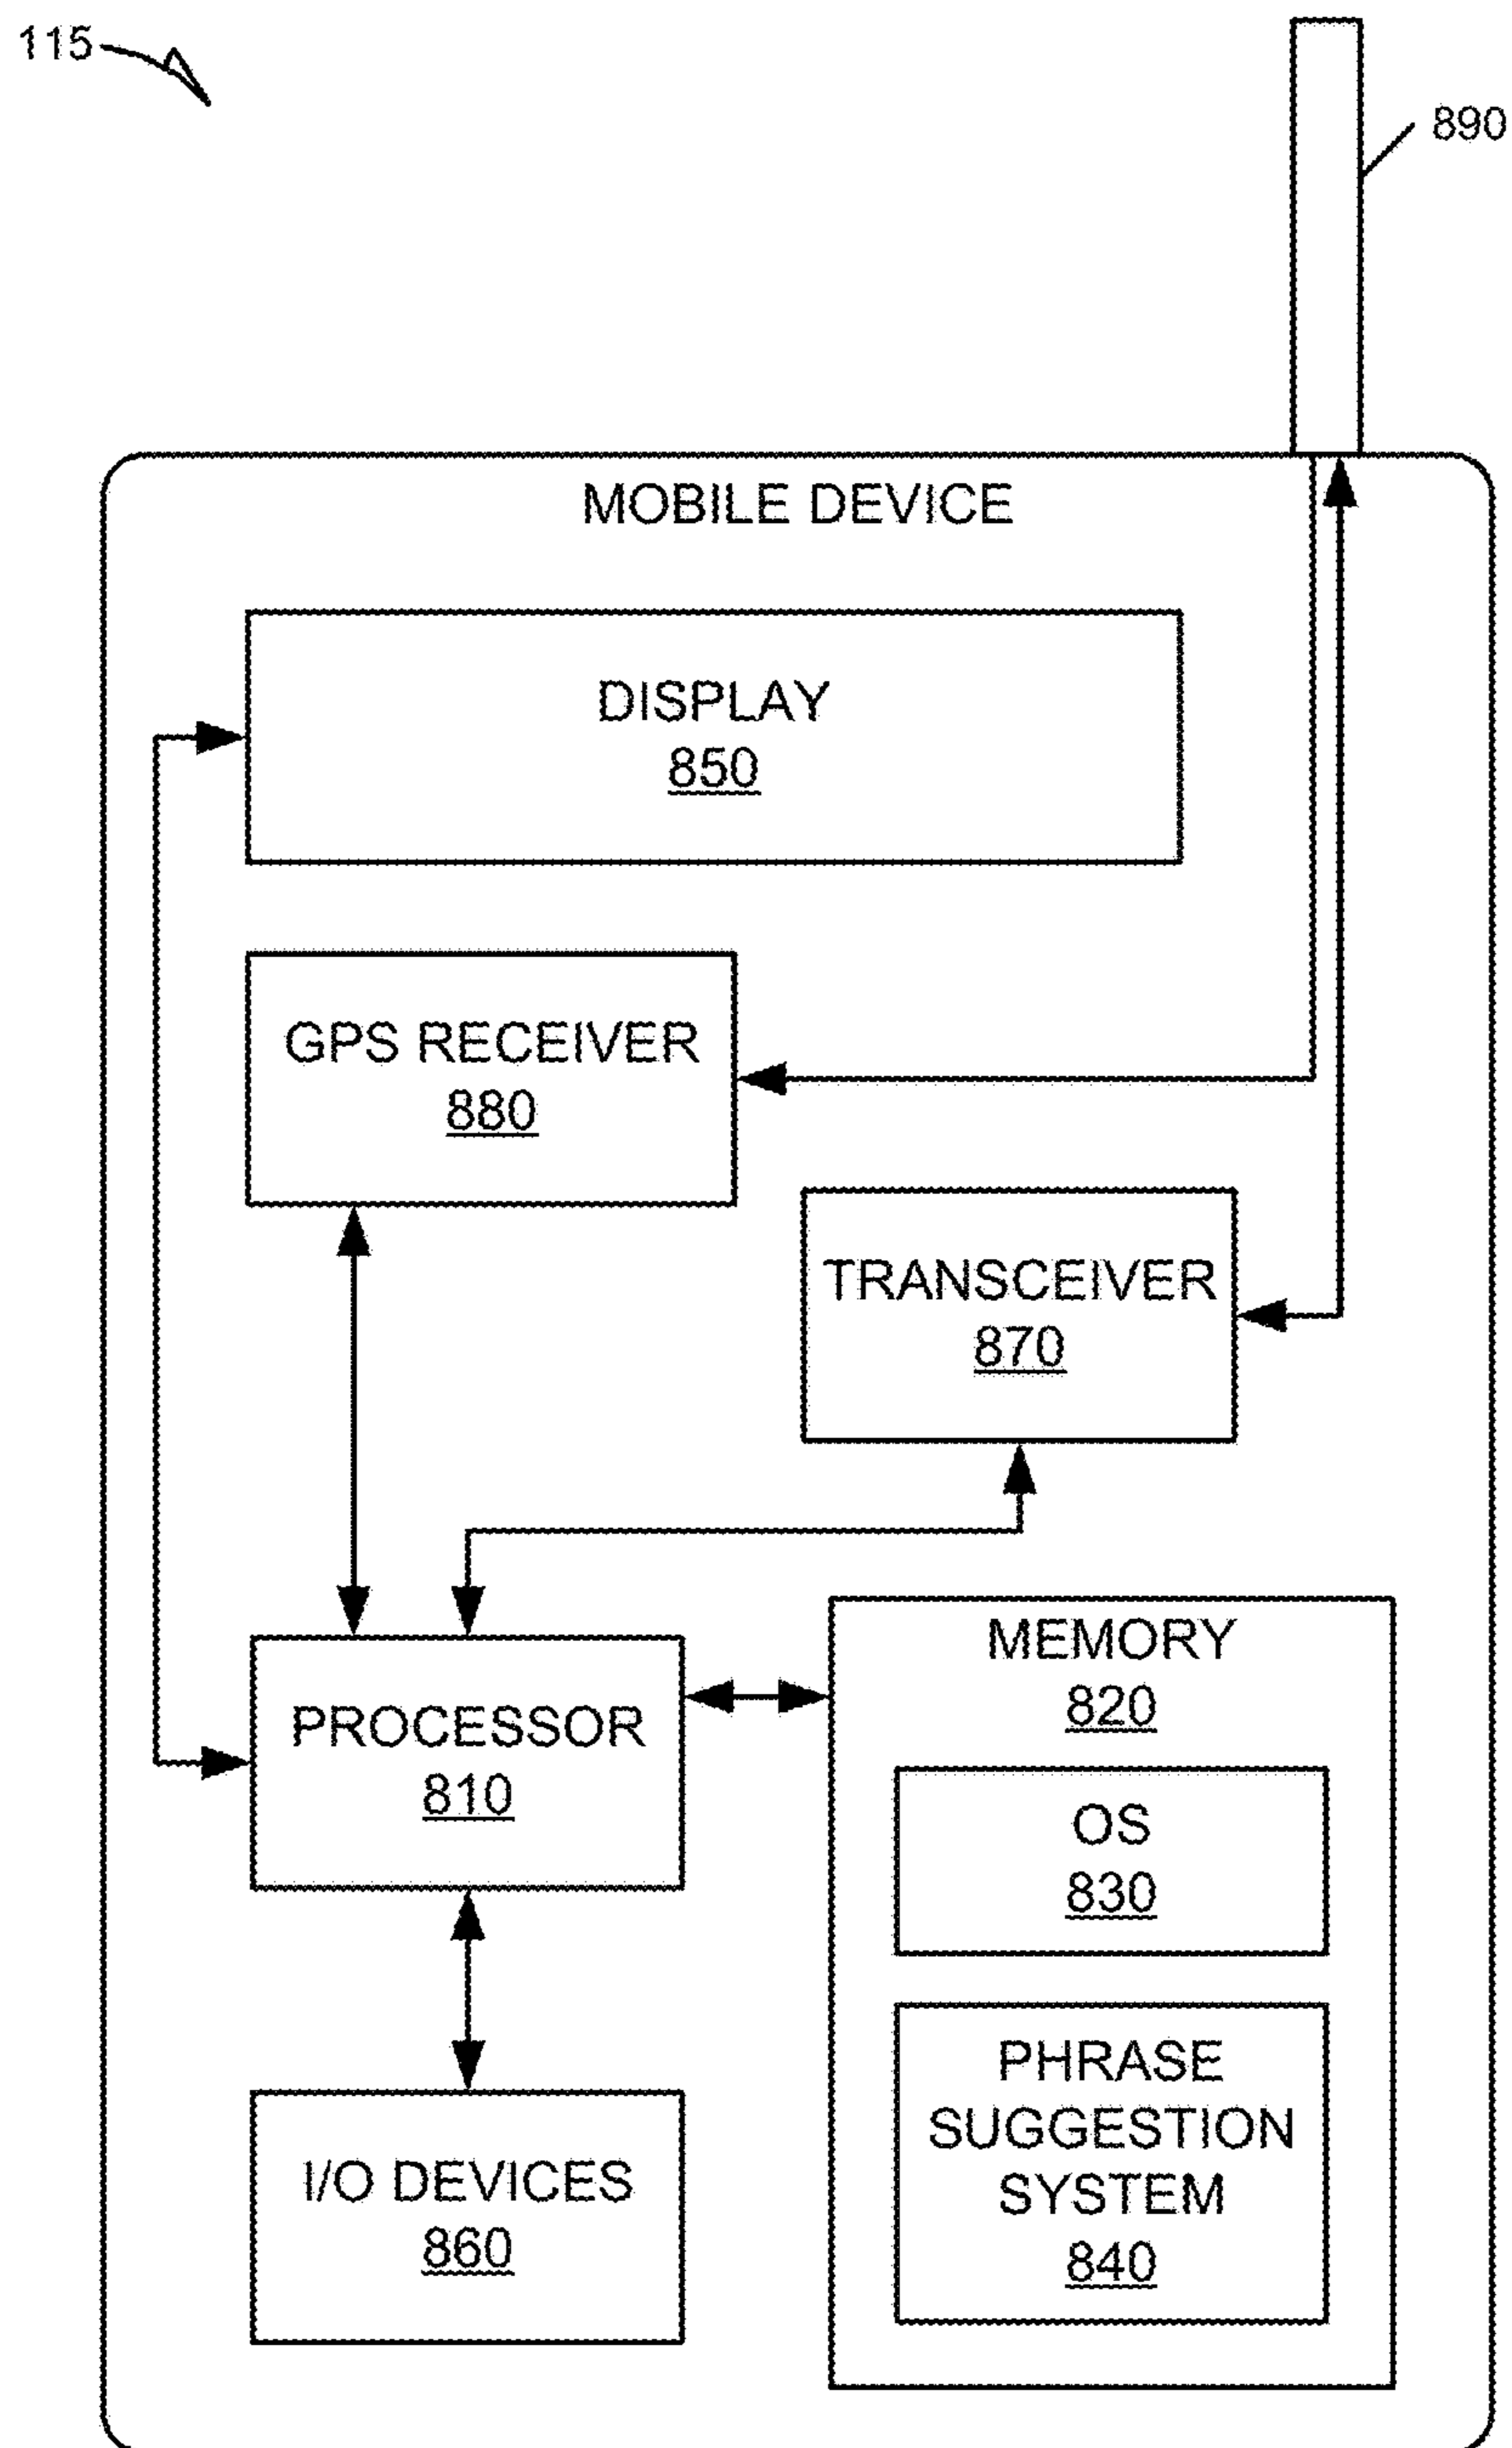 115
890
MOBILE DEVICE
DISPLAY
850
GPS RECEIVER
880
TRANSCEIVER
870
PROCESSOR
810
MEMORY
820
OS
830
PHRASE
SUGGESTION
SYSTEM
840
I/O DEVICES
860